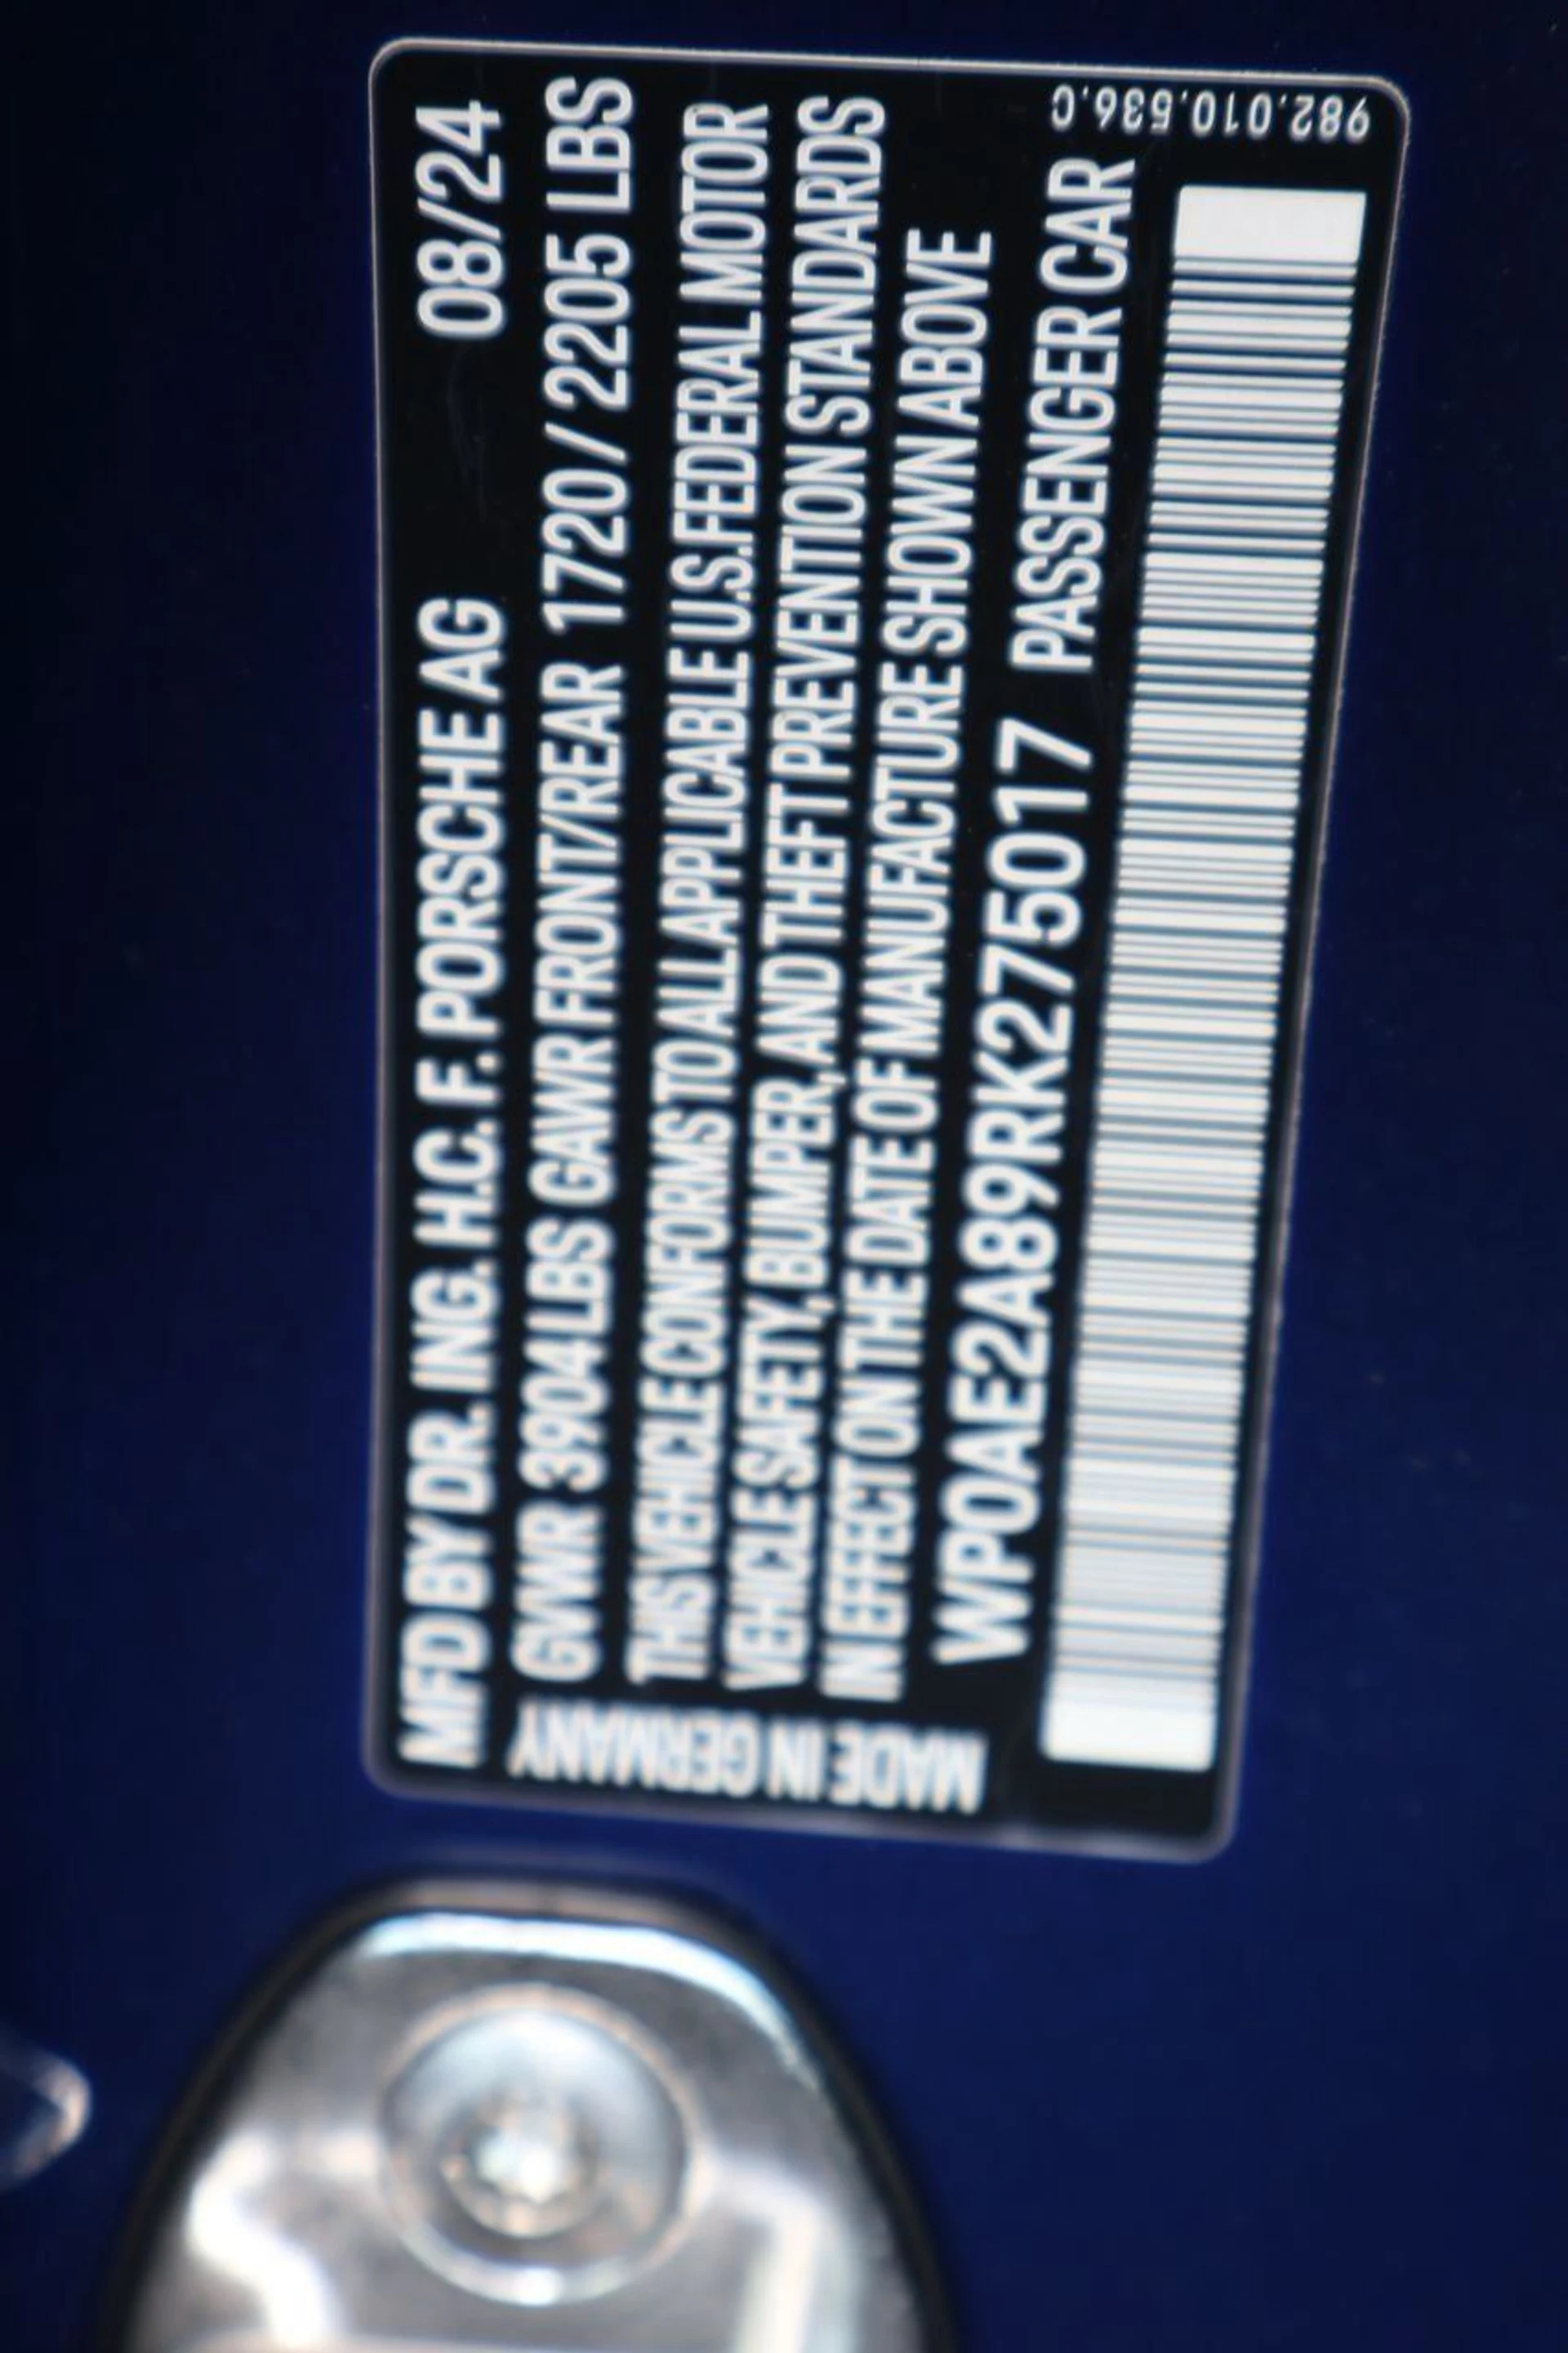 MFD BY DR. ING. H.C. F. PORSCHE AG 08/24
GVWR 3904 LBS GAWR FRONT/REAR 1720 / 2205 LBS
THIS VEHICLE CONFORMS TO ALL APPLICABLE U.S. FEDERAL MOTOR
VEHICLE SAFETY, BUMPER, AND THEFT PREVENTION STANDARDS
IN EFFECT ON THE DATE OF MANUFACTURE SHOWN ABOVE
WP0AE2A89RK275017 PASSENGER CAR
MADE IN GERMANY
982.010.536.C